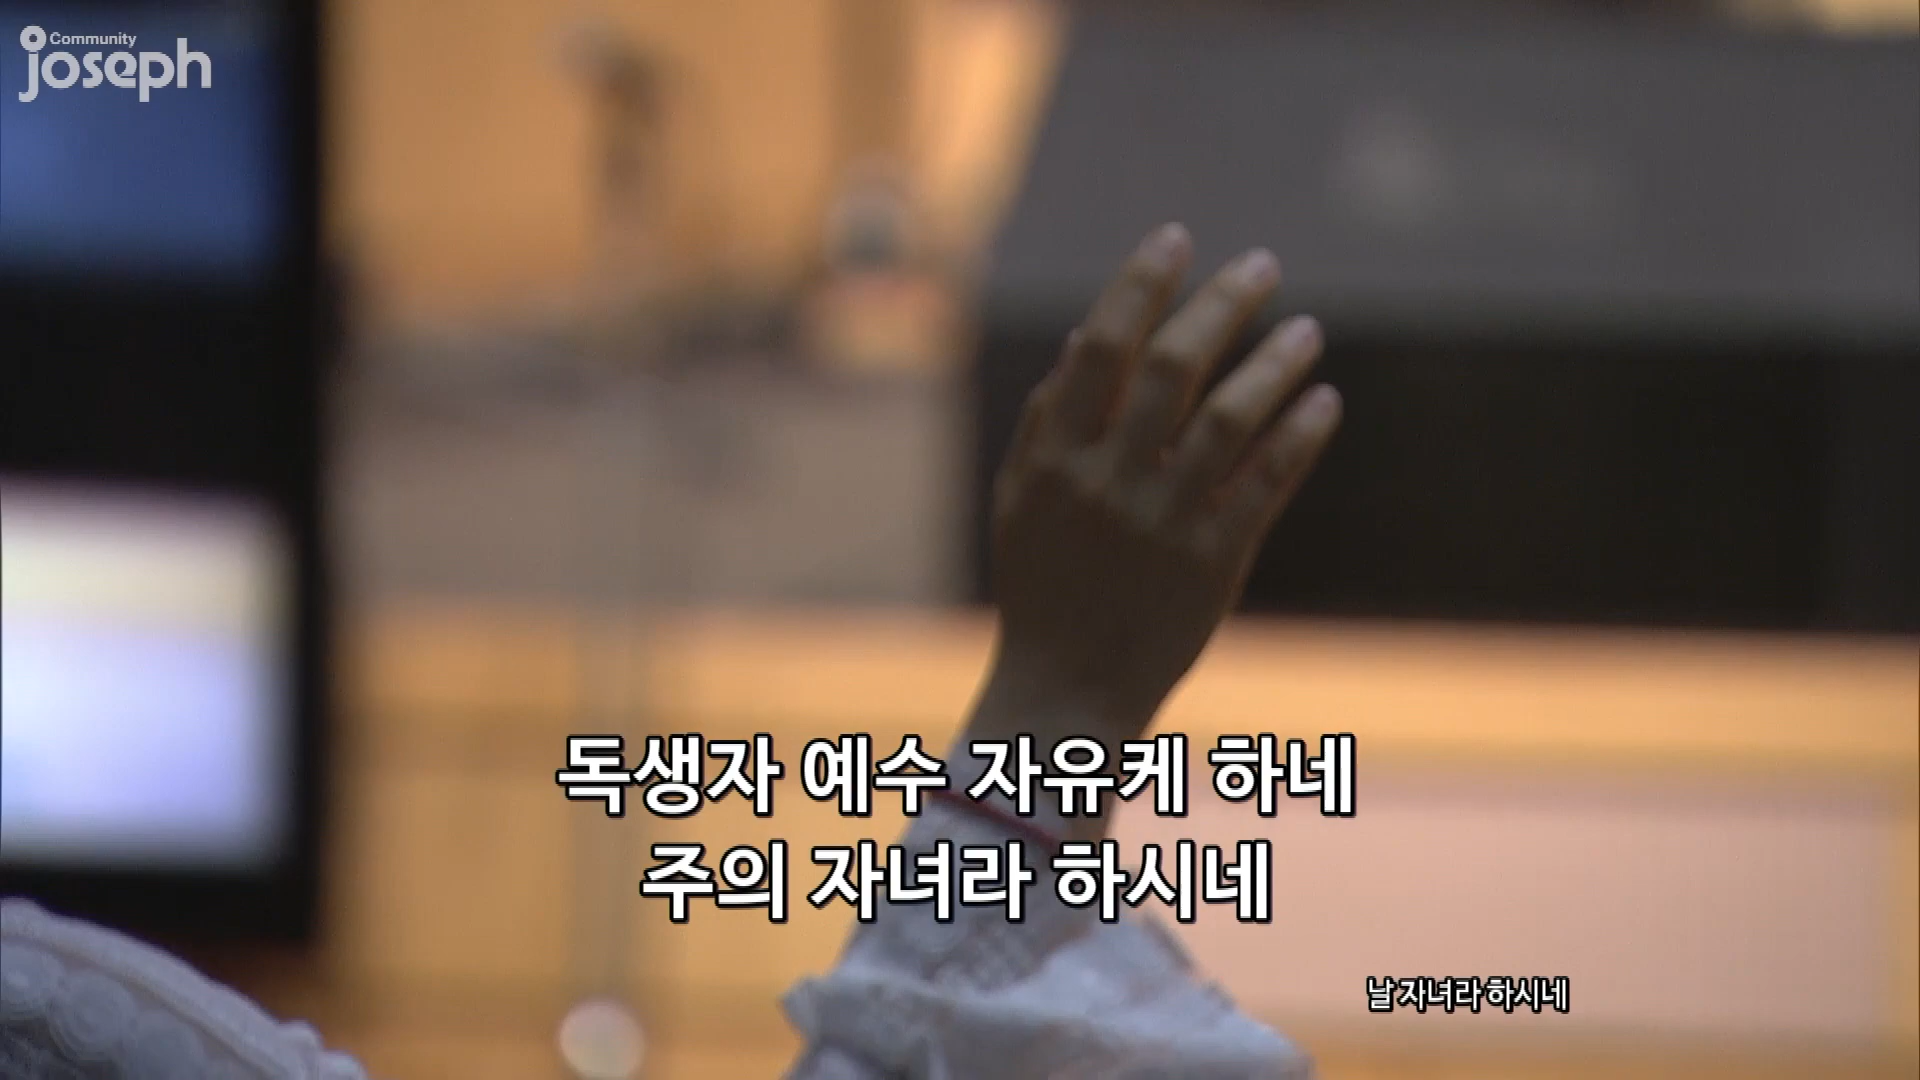 Community
joseph
독생자 예수 자유케 하네
주의 자녀라 하시네
날 자녀라 하시네